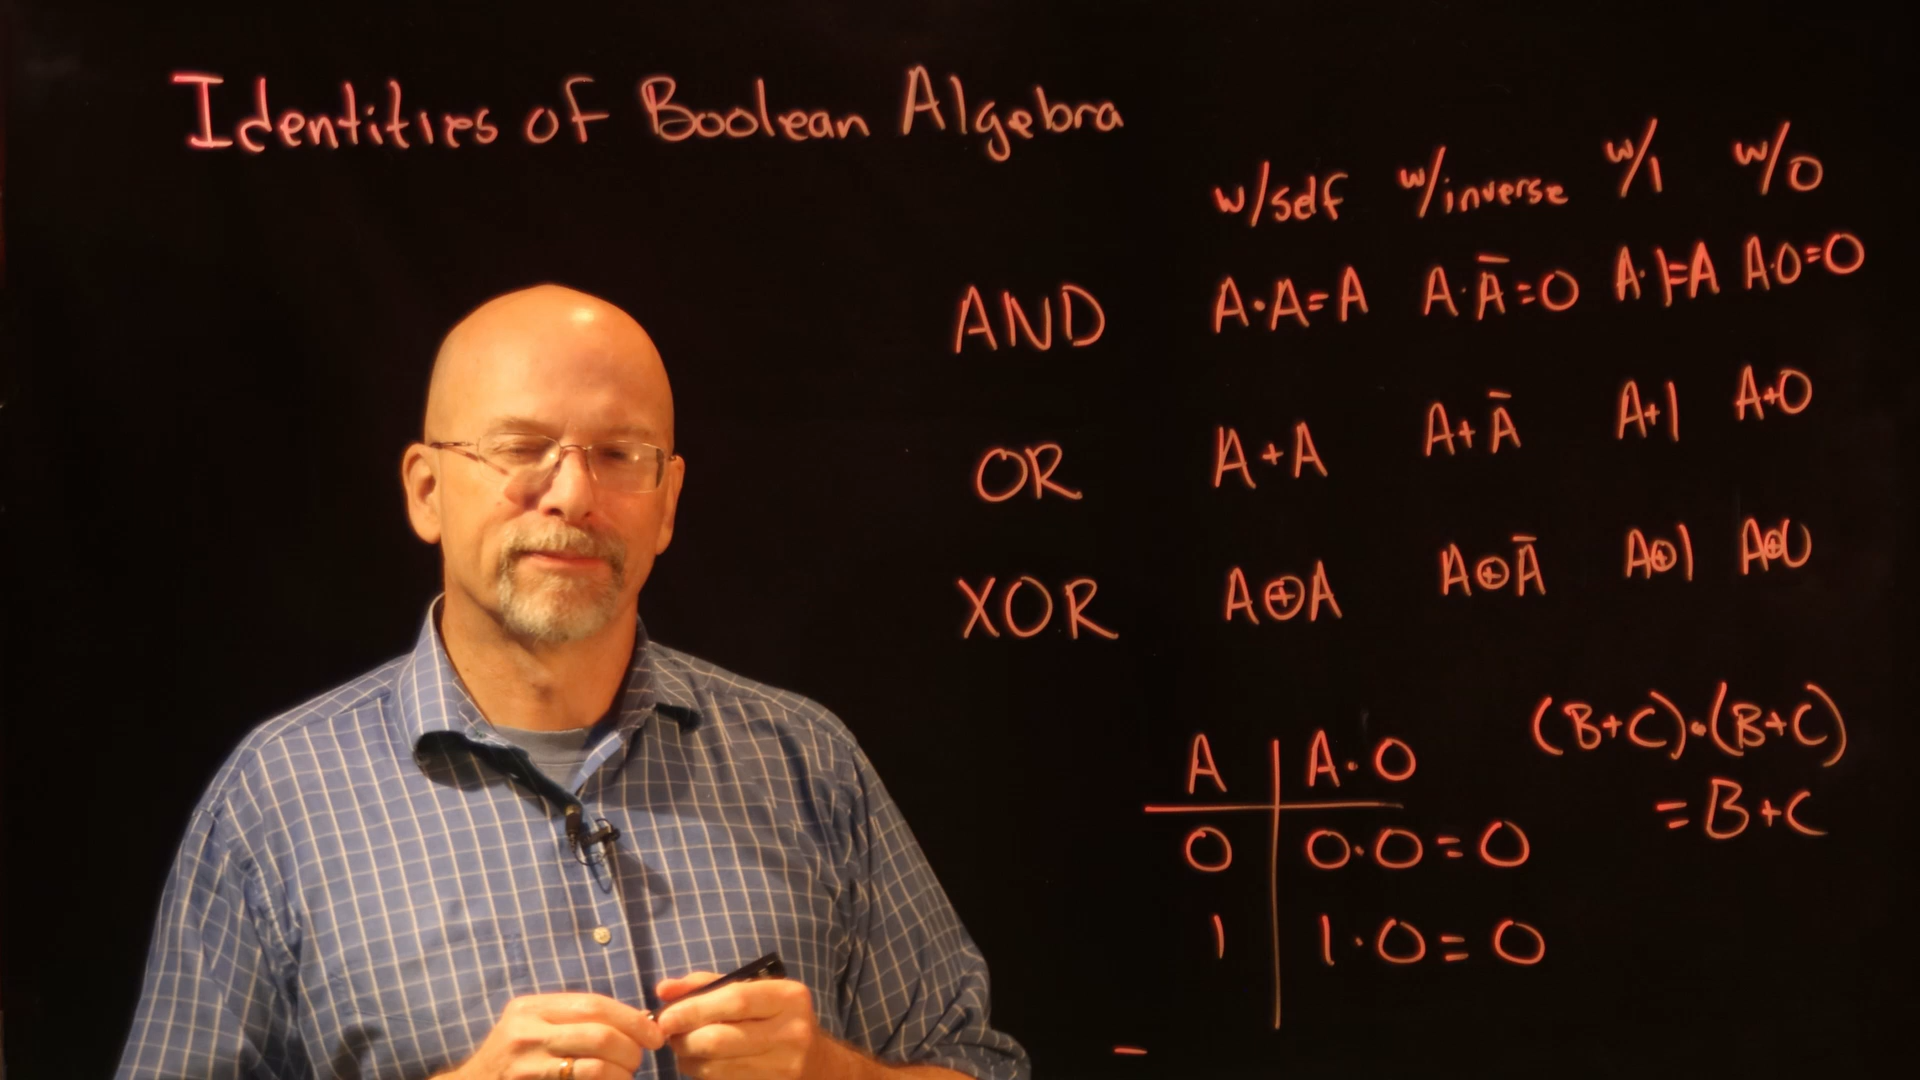 Identities of Boolean Algebra
w/self w/inverse w/1 w/0
AND A·A=A A·Ā=0 A·1=A A·0=0
OR A+A A+Ā A+1 A+0
XOR A⊕A A⊕Ā A⊕1 A⊕0
(B+C)·(B+C)
= B+C
A A·0
0 0·0=0
1 1·0=0